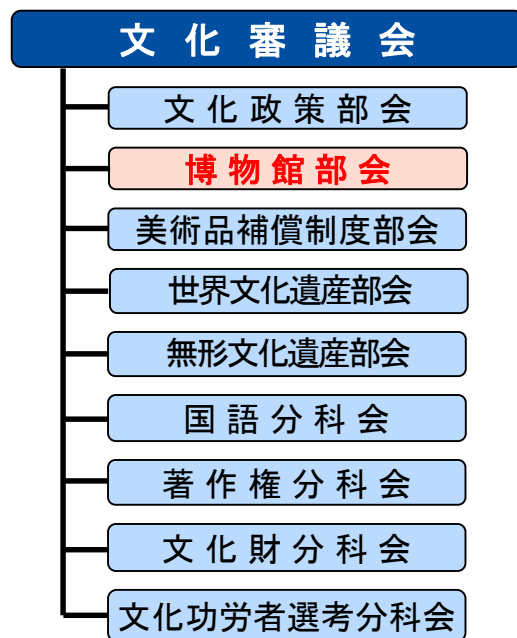 文化審議会
文化政策部会
博物館部会
美術品補償制度部会
世界文化遺産部会
無形文化遺産部会
国語分科会
著作権分科会
文化財分科会
文化功労者選考分科会